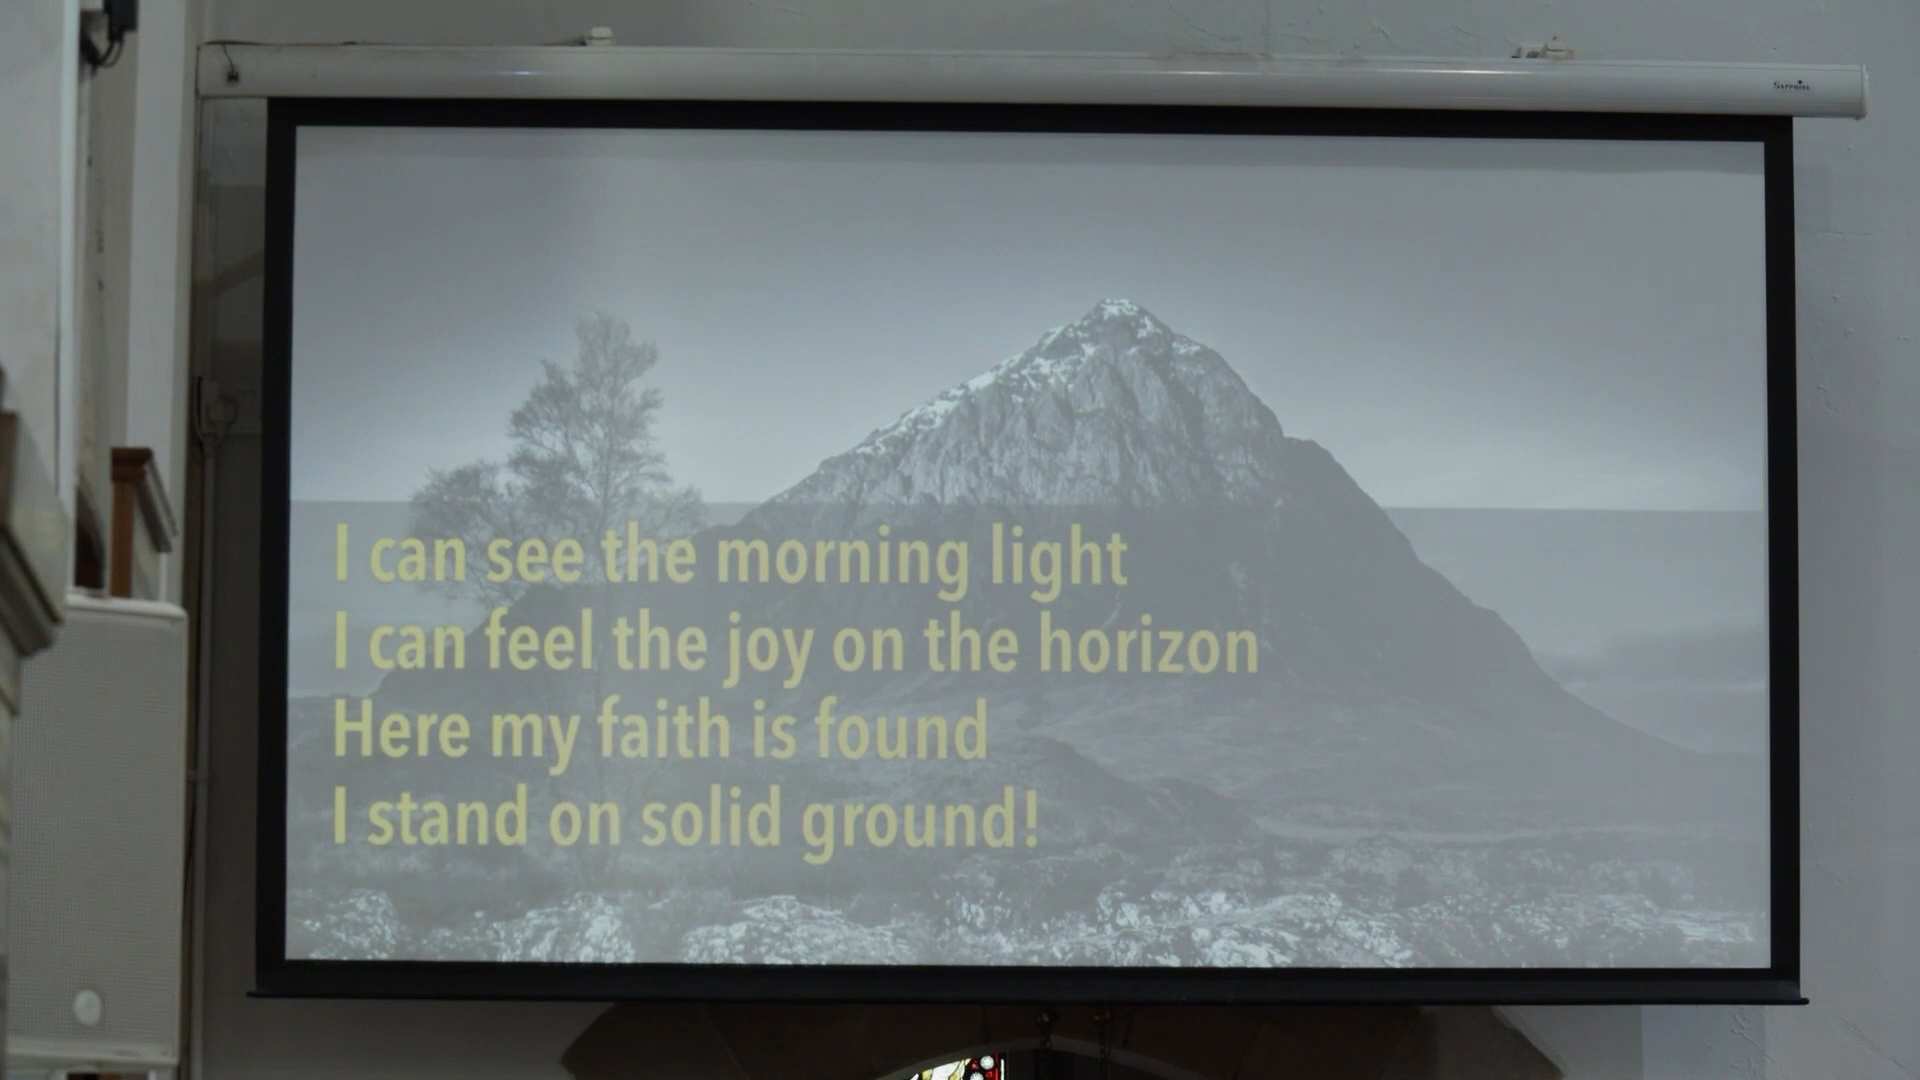 SAPPHIRE
I can see the morning light
I can feel the joy on the horizon
Here my faith is found
I stand on solid ground!